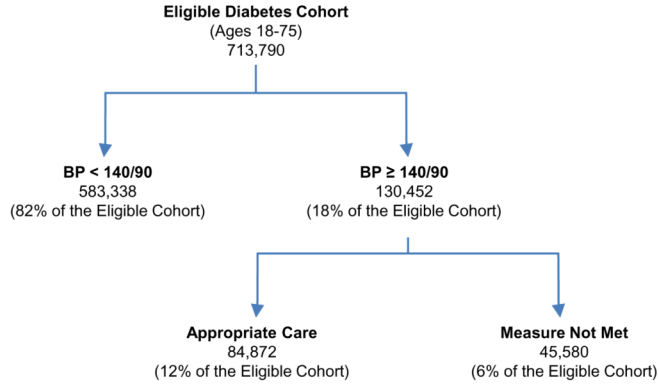 Eligible Diabetes Cohort
(Ages 18-75)
713,790
BP < 140/90
583,338
(82% of the Eligible Cohort)
BP ≥ 140/90
130,452
(18% of the Eligible Cohort)
Appropriate Care
84,872
(12% of the Eligible Cohort)
Measure Not Met
45,580
(6% of the Eligible Cohort)